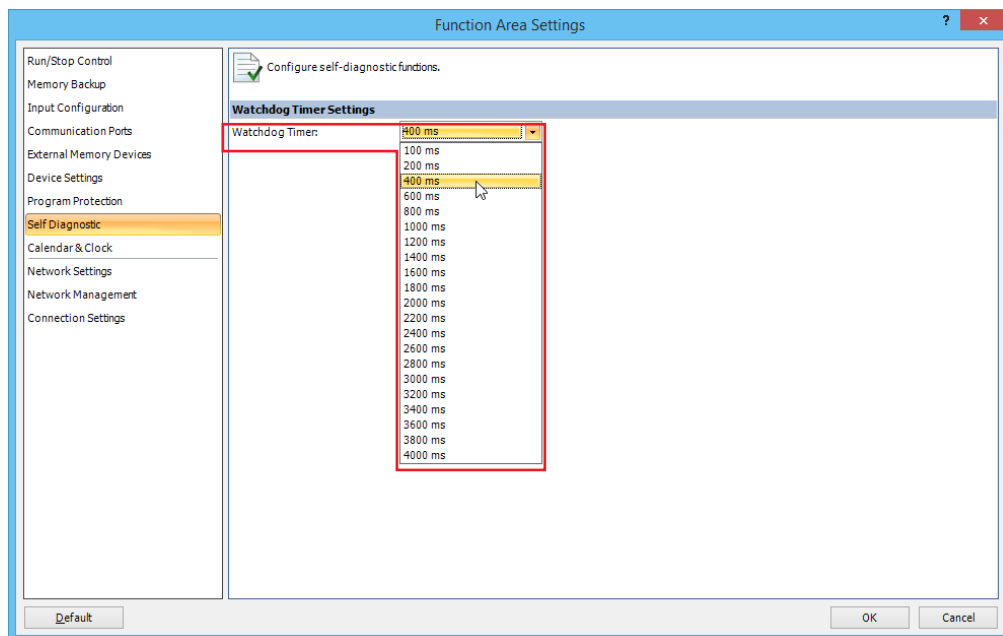 Function Area Settings
? ×
Run/Stop Control
Memory Backup
Input Configuration
Communication Ports
External Memory Devices
Device Settings
Program Protection
Self Diagnostic
Calendar & Clock
Network Settings
Network Management
Connection Settings
Configure self-diagnostic functions.
Watchdog Timer Settings
Watchdog Timer: 400 ms
100 ms
200 ms
400 ms
600 ms
800 ms
1000 ms
1200 ms
1400 ms
1600 ms
1800 ms
2000 ms
2200 ms
2400 ms
2600 ms
2800 ms
3000 ms
3200 ms
3400 ms
3600 ms
3800 ms
4000 ms
Default OK Cancel